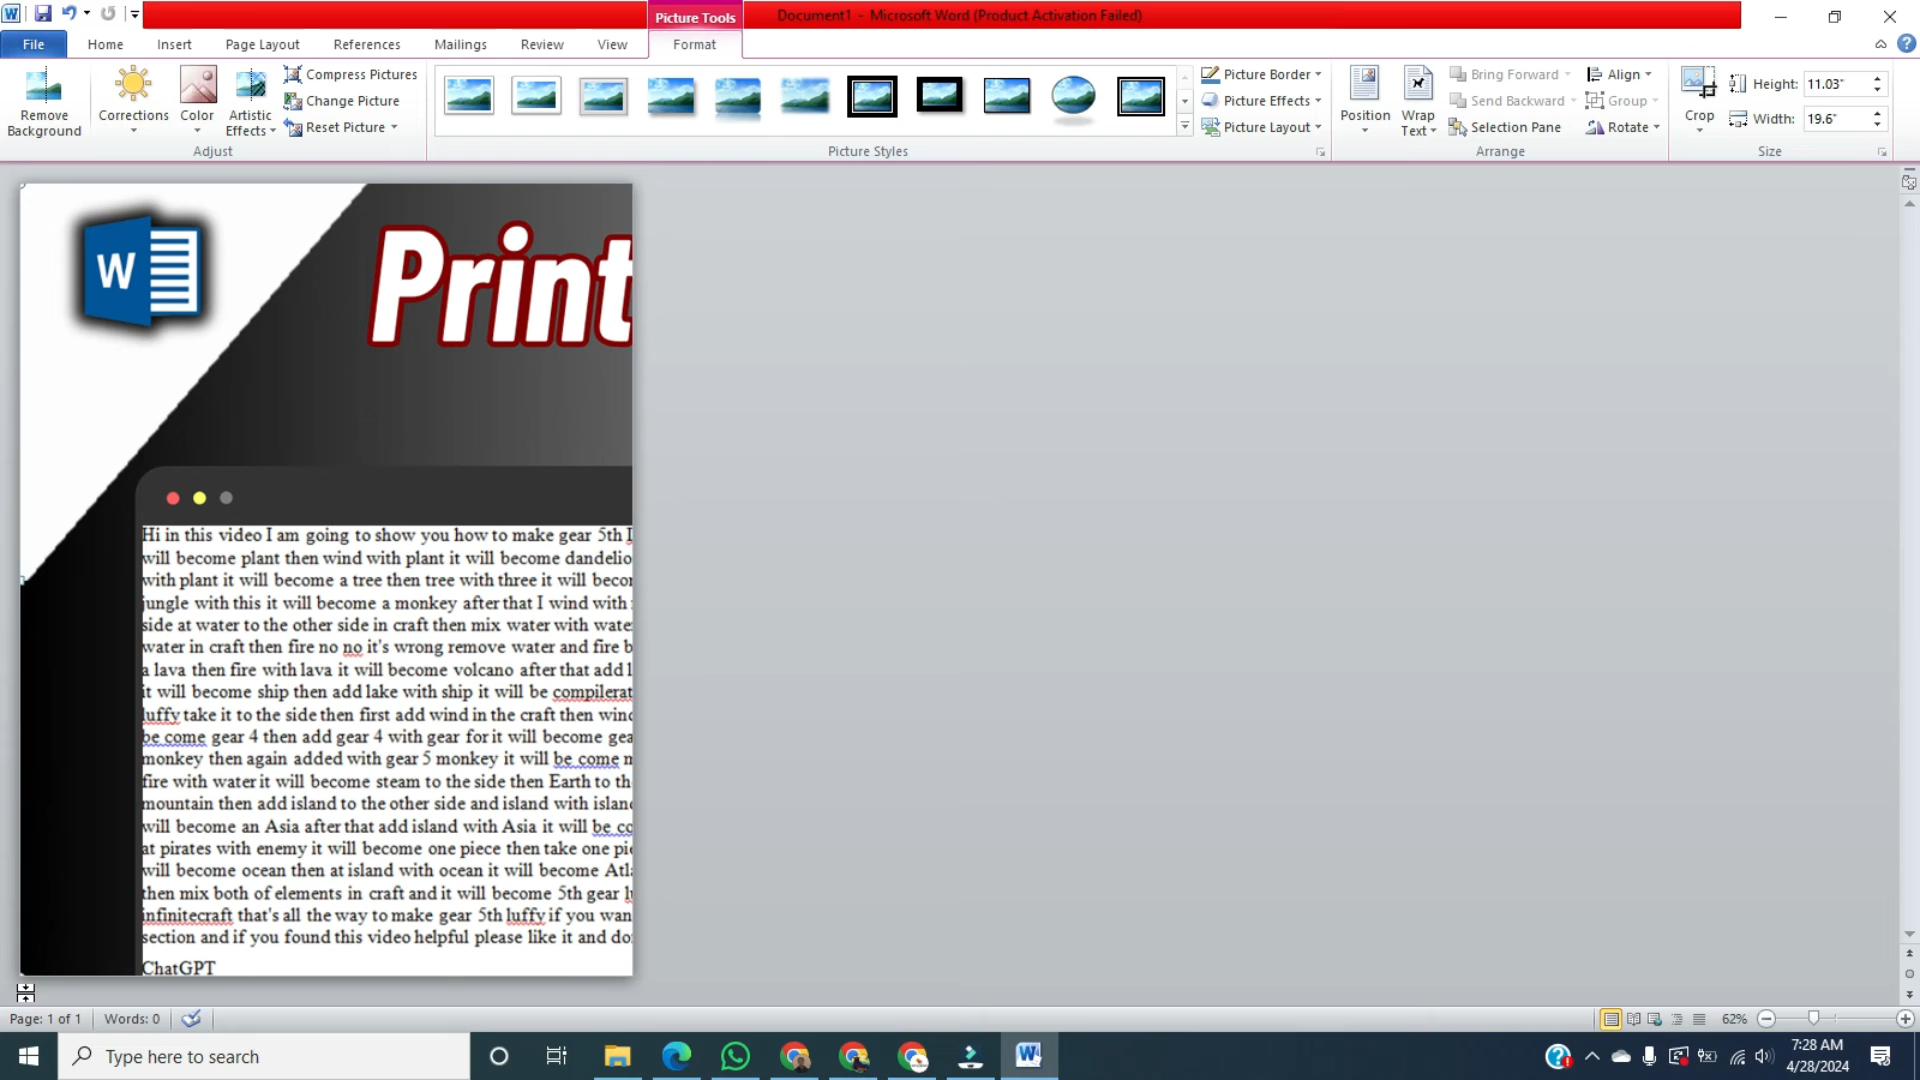 Picture Tools
Document1 - Microsoft Word (Product Activation Failed)
File
Home
Insert
Page Layout
References
Mailings
Review
View
Format
Remove Background
Corrections
Color
Artistic Effects
Compress Pictures
Change Picture
Reset Picture
Adjust
Picture Styles
Picture Border
Picture Effects
Picture Layout
Position
Wrap Text
Bring Forward
Send Backward
Selection Pane
Align
Group
Rotate
Arrange
Crop
Height: 11.03"
Width: 19.6"
Size
W
Print
Hi in this video I am going to show you how to make gear 5th
will become plant then wind with plant it will become dandelio
with plant it will become a tree then tree with three it will becor
jungle with this it will become a monkey after that I wind with
side at water to the other side in craft then mix water with wate
water in craft then fire no no it's wrong remove water and fire b
a lava then fire with lava it will become volcano after that add l
it will become ship then add lake with ship it will be compilerat
luffy take it to the side then first add wind in the craft then wind
be come gear 4 then add gear 4 with gear for it will become gea
monkey then again added with gear 5 monkey it will be come m
fire with water it will become steam to the side then Earth to th
mountain then add island to the other side and island with island
will become an Asia after that add island with Asia it will be co
at pirates with enemy it will become one piece then take one pie
will become ocean then at island with ocean it will become Atla
then mix both of elements in craft and it will become 5th gear lu
infinitecraft that's all the way to make gear 5th luffy if you wan
section and if you found this video helpful please like it and do
ChatGPT
Page: 1 of 1
Words: 0
62%
Type here to search
7:28 AM
4/28/2024